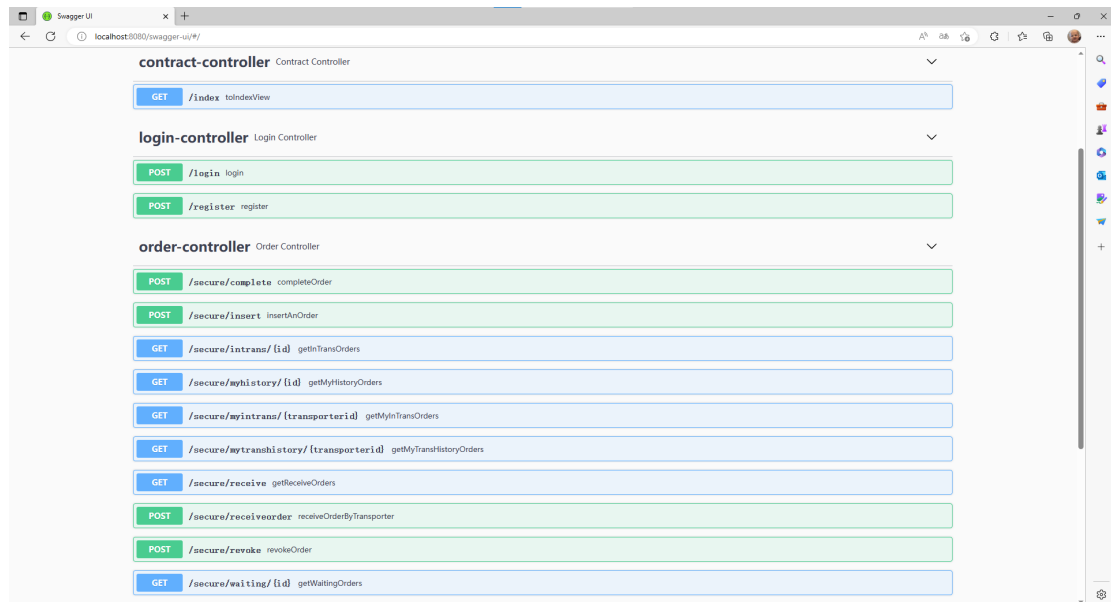 Swagger UI
localhost:8080/swagger-ui/#/
contract-controller Contract Controller
GET /index toIndexView
login-controller Login Controller
POST /login login
POST /register register
order-controller Order Controller
POST /secure/complete completeOrder
POST /secure/insert insertAnOrder
GET /secure/intrans/{id} getInTransOrders
GET /secure/myhistory/{id} getMyHistoryOrders
GET /secure/myintrans/{transporterid} getMyInTransOrders
GET /secure/mytranshistory/{transporterid} getMyTransHistoryOrders
GET /secure/receive getReceiveOrders
POST /secure/receiveorder receiveOrderByTransporter
POST /secure/revoke revokeOrder
GET /secure/waiting/{id} getWaitingOrders